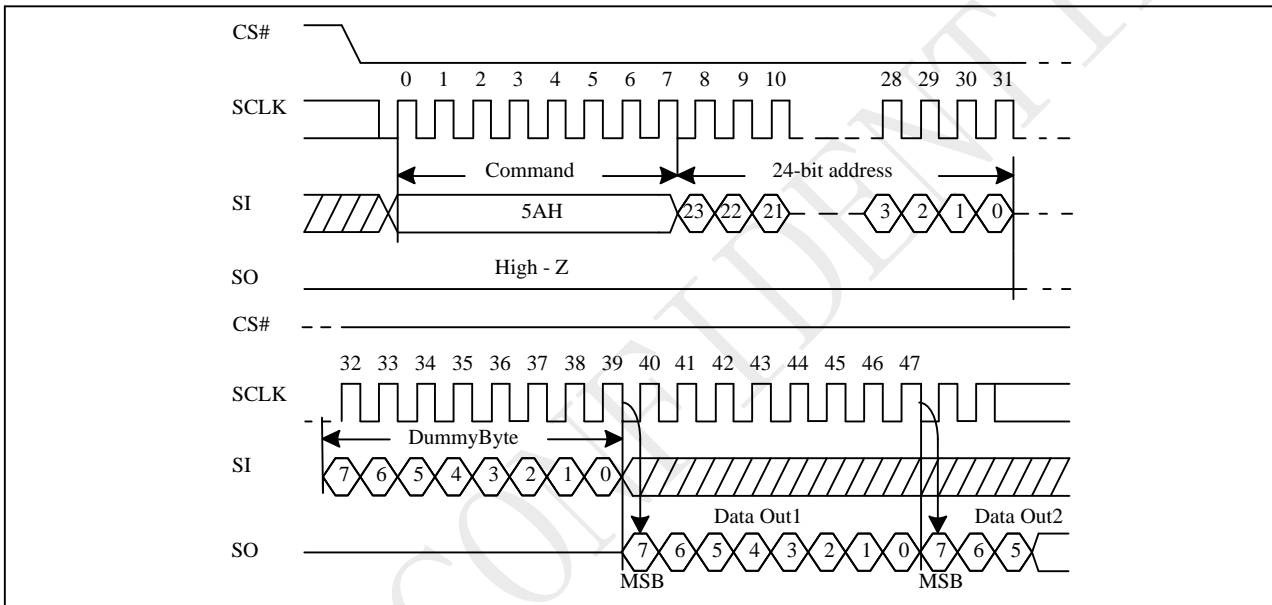 CS#
0 1 2 3 4 5 6 7 8 9 10 28 29 30 31
SCLK
Command 24-bit address
SI 5AH 23 22 21 3 2 1 0
High - Z
SO
CS#
32 33 34 35 36 37 38 39 40 41 42 43 44 45 46 47
SCLK
DummyByte
SI 7 6 5 4 3 2 1 0
Data Out1 Data Out2
SO 7 6 5 4 3 2 1 0 7 6 5
MSB MSB
CONFIDENTI